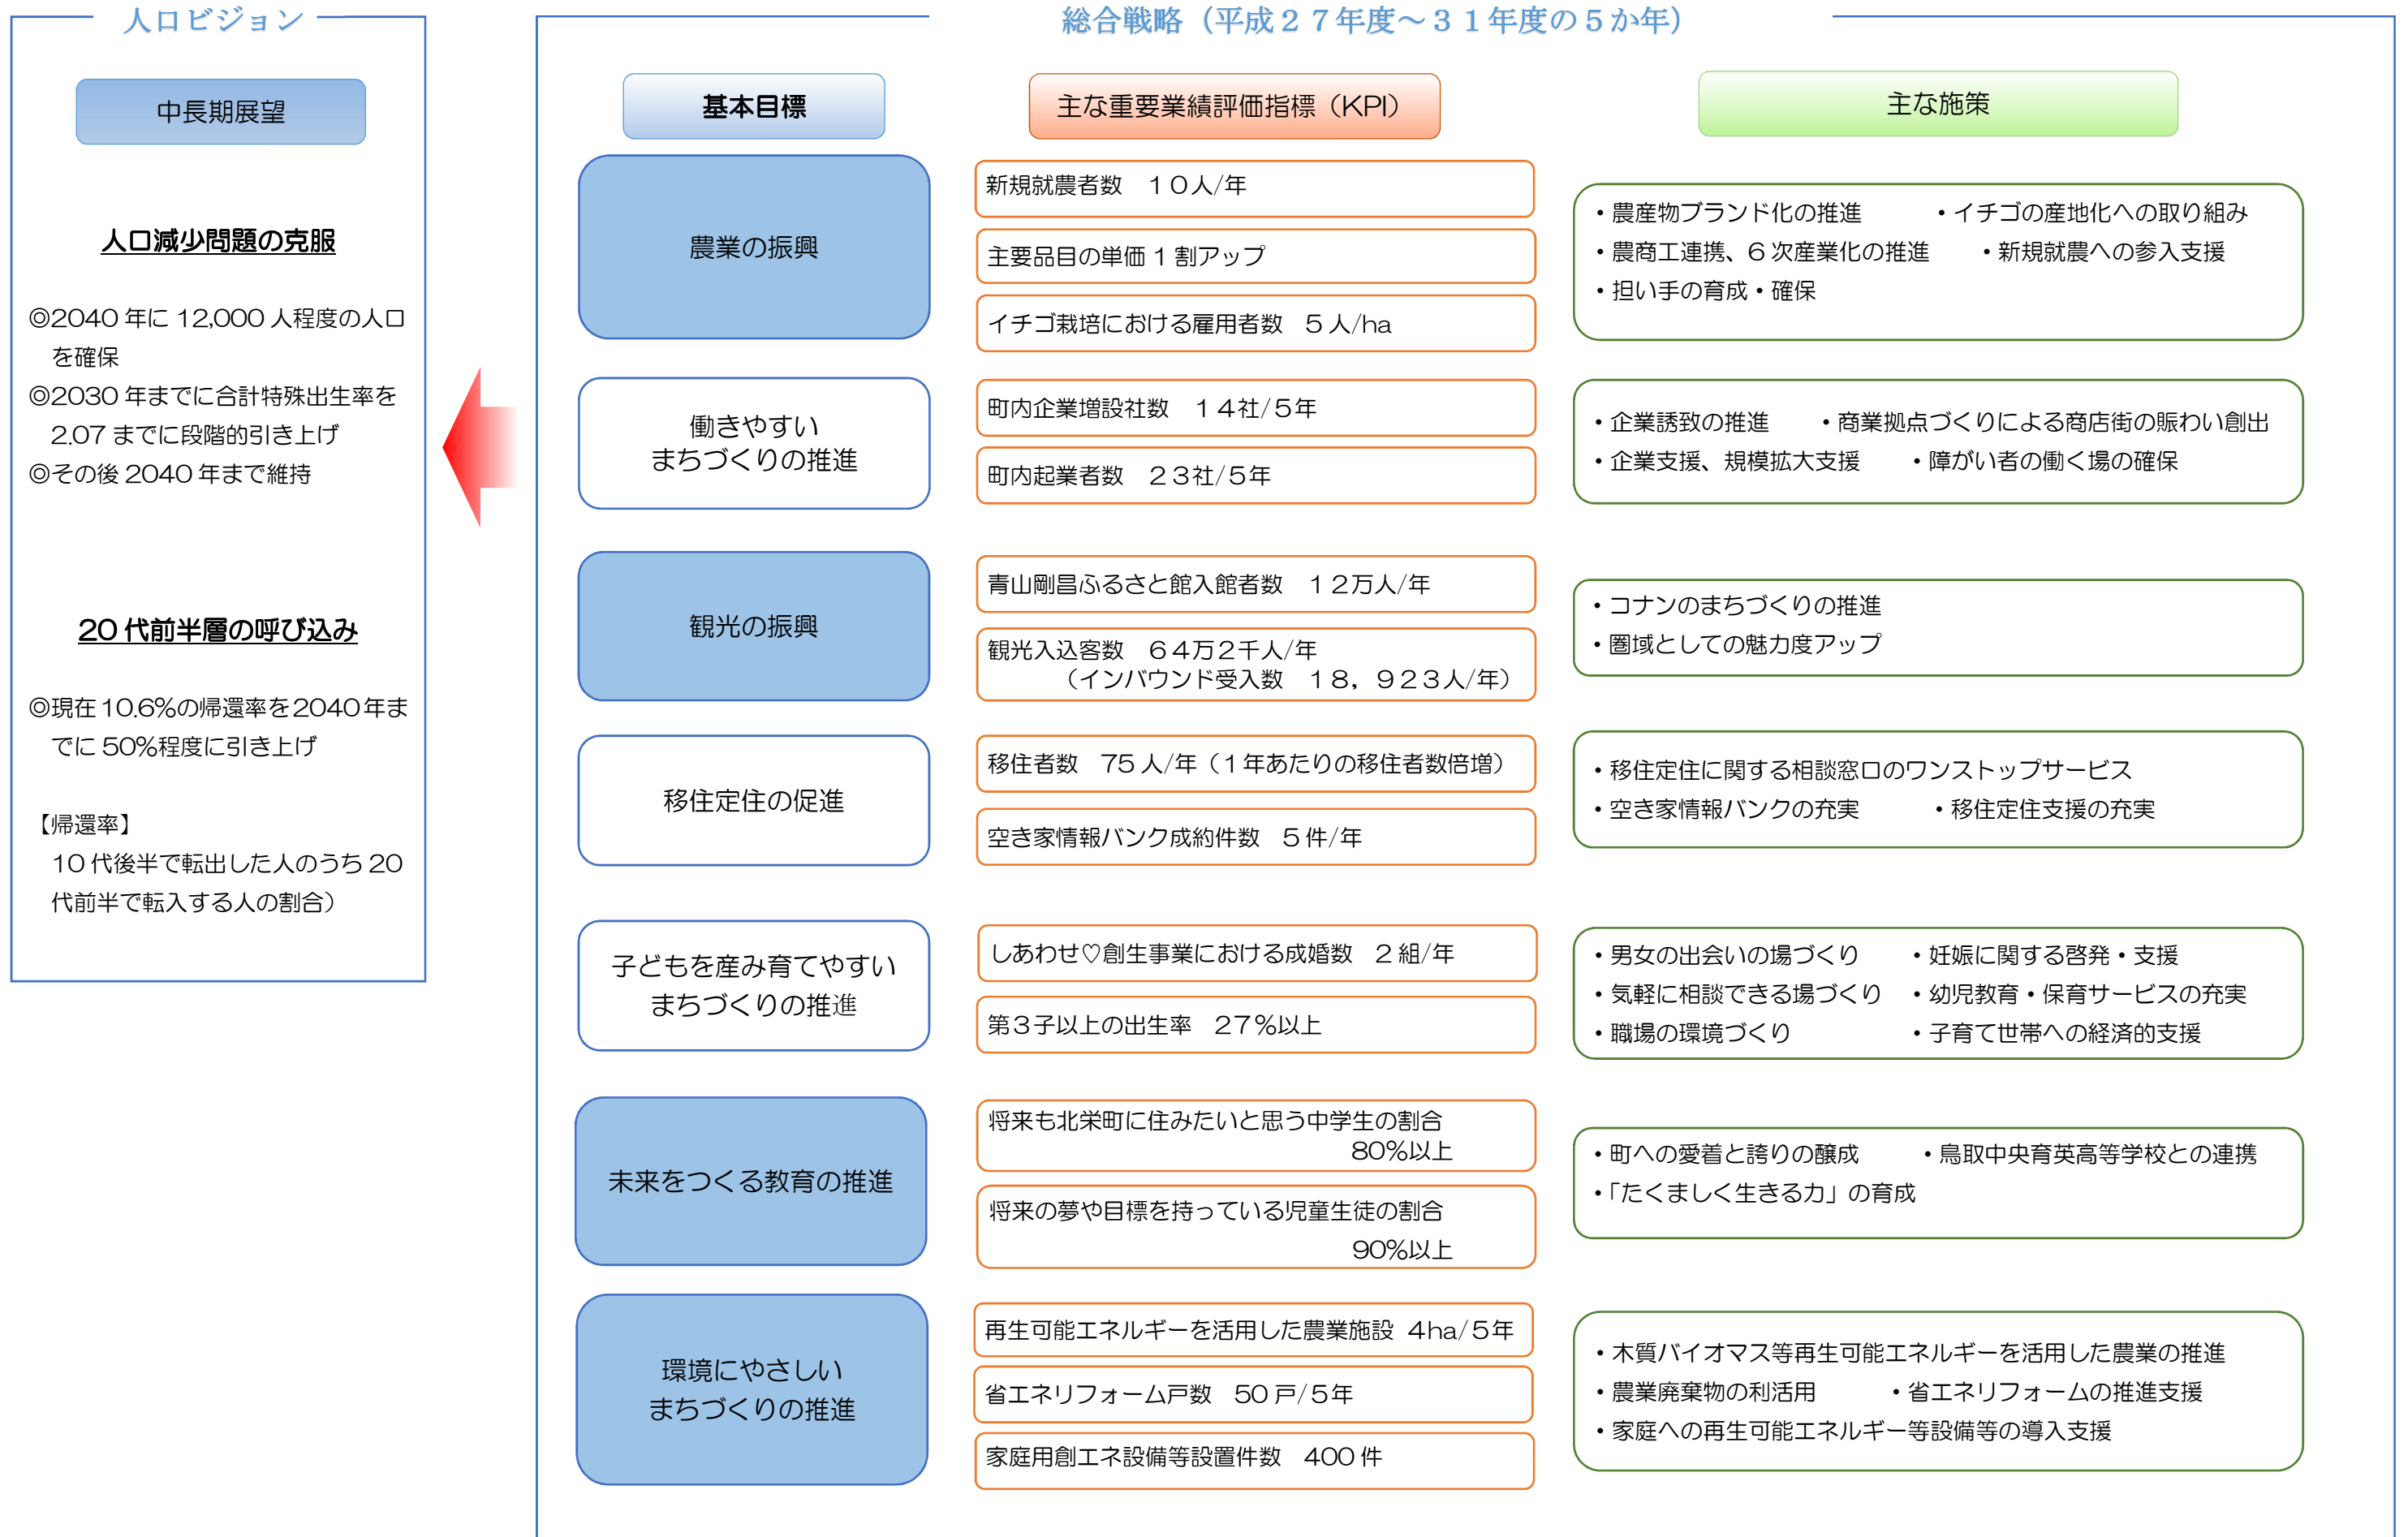 人口ビジョン
中長期展望
人口減少問題の克服
◎2040年に12,000人程度の人口
を確保
◎2030年までに合計特殊出生率を
2.07までに段階的引き上げ
◎その後2040年まで維持
20代前半層の呼び込み
◎現在10.6%の帰還率を2040年ま
でに50%程度に引き上げ
【帰還率】
10代後半で転出した人のうち20
代前半で転入する人の割合）
総合戦略（平成２７年度～３１年度の５か年）
基本目標
主な重要業績評価指標（KPI）
主な施策
農業の振興
新規就農者数　１０人/年
主要品目の単価１割アップ
イチゴ栽培における雇用者数　５人/ha
・農産物ブランド化の推進　　　・イチゴの産地化への取り組み
・農商工連携、６次産業化の推進　　・新規就農への参入支援
・担い手の育成・確保
働きやすい
まちづくりの推進
町内企業増設社数　１４社/５年
町内起業者数　２３社/５年
・企業誘致の推進　　・商業拠点づくりによる商店街の賑わい創出
・企業支援、規模拡大支援　　・障がい者の働く場の確保
観光の振興
青山剛昌ふるさと館入館者数　１２万人/年
観光入込客数　６４万２千人/年
（インバウンド受入数　１８，９２３人/年）
・コナンのまちづくりの推進
・圏域としての魅力度アップ
移住定住の促進
移住者数　75人/年（１年あたりの移住者数倍増）
空き家情報バンク成約件数　５件/年
・移住定住に関する相談窓口のワンストップサービス
・空き家情報バンクの充実　　　・移住定住支援の充実
子どもを産み育てやすい
まちづくりの推進
しあわせ♡創生事業における成婚数　２組/年
第３子以上の出生率　２７％以上
・男女の出会いの場づくり　　・妊娠に関する啓発・支援
・気軽に相談できる場づくり　・幼児教育・保育サービスの充実
・職場の環境づくり　　　　　・子育て世帯への経済的支援
未来をつくる教育の推進
将来も北栄町に住みたいと思う中学生の割合
80%以上
将来の夢や目標を持っている児童生徒の割合
90%以上
・町への愛着と誇りの醸成　　　・鳥取中央育英高等学校との連携
・「たくましく生きる力」の育成
環境にやさしい
まちづくりの推進
再生可能エネルギーを活用した農業施設　４ha/５年
省エネリフォーム戸数　50戸/５年
家庭用創エネ設備等設置件数　400件
・木質バイオマス等再生可能エネルギーを活用した農業の推進
・農業廃棄物の利活用　　　・省エネリフォームの推進支援
・家庭への再生可能エネルギー等設備等の導入支援